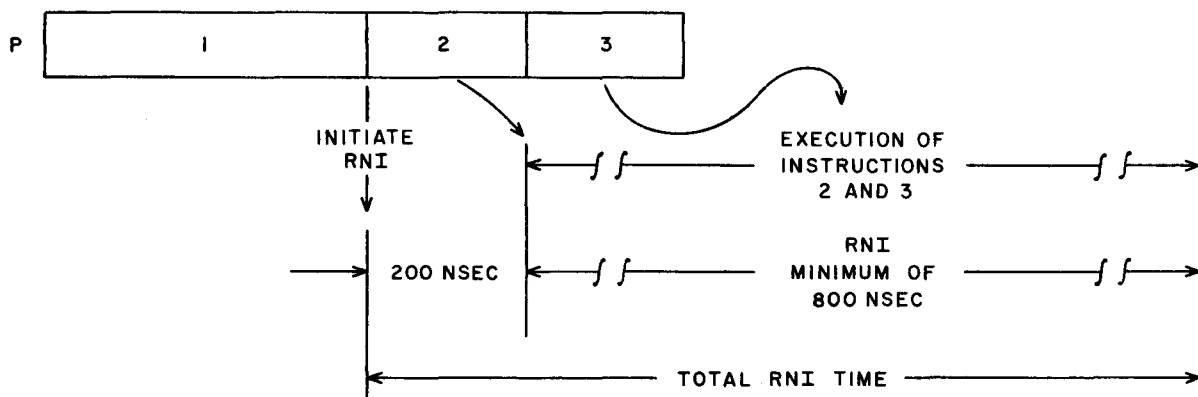 P 1 2 3
INITIATE
RNI
EXECUTION OF
INSTRUCTIONS
2 AND 3
200 NSEC
RNI
MINIMUM OF
800 NSEC
TOTAL RNI TIME